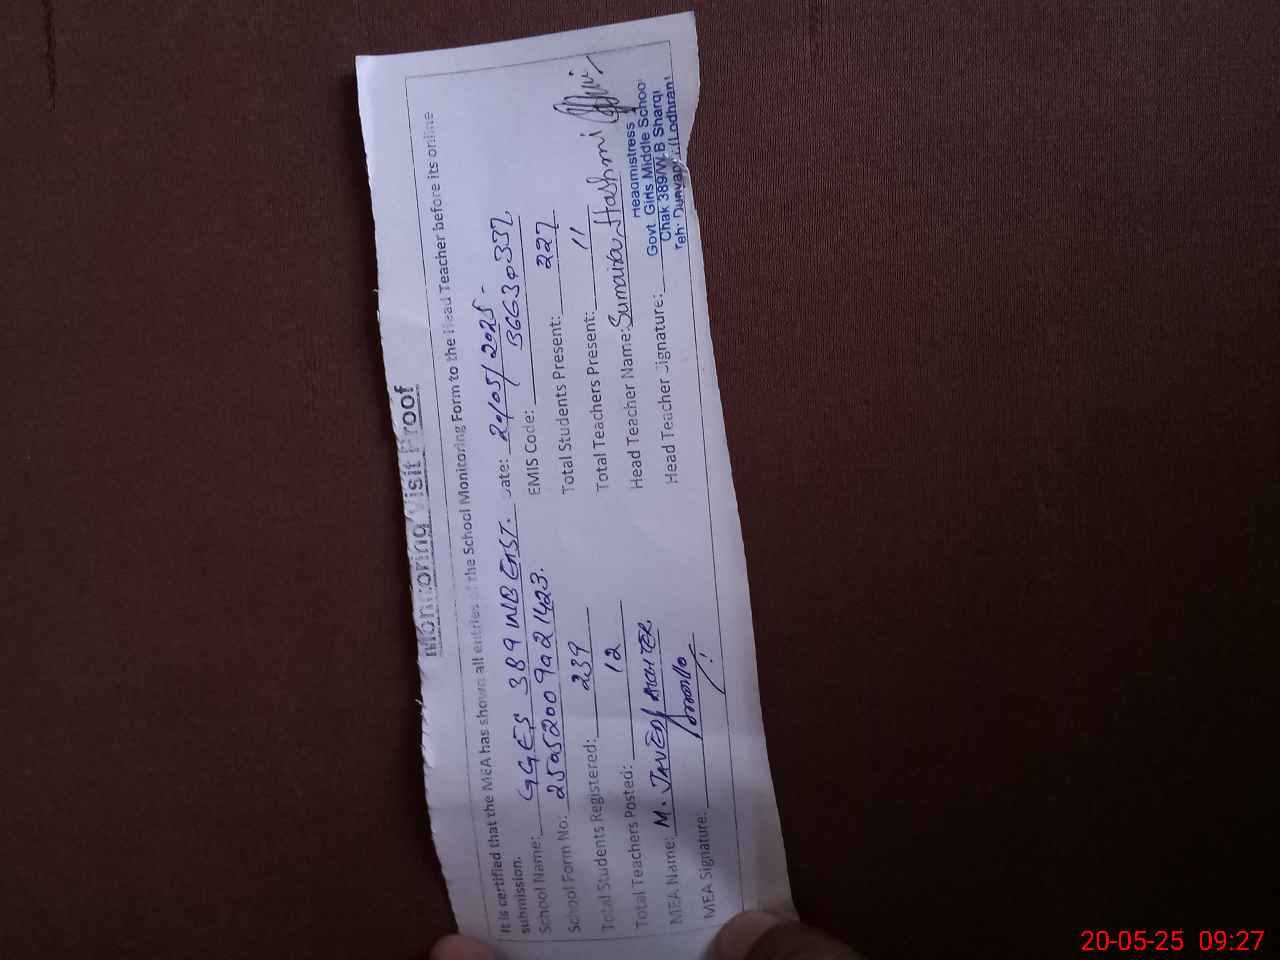 Monitoring Visit Proof
It is certified that the MEA has shown all entries of the School Monitoring Form to the Head Teacher before its online
submission.
School Name: GGES 389 WB EAST. Date: 20/05/2025-
School Form No: 25052009021423. EMIS Code: 36630337
Total Students Registered: 239 Total Students Present: 227
Total Teachers Posted: 12 Total Teachers Present: 11
MEA Name: M. JAVED AKHTER Head Teacher Name: Sumaira Hashmi
MEA Signature: Head Teacher Signature:
Headmistress
Govt. Girls Middle School
Chak 389/W.B Sharqi
Teh: Dunyapur (Lodhran)
20-05-25 09:27